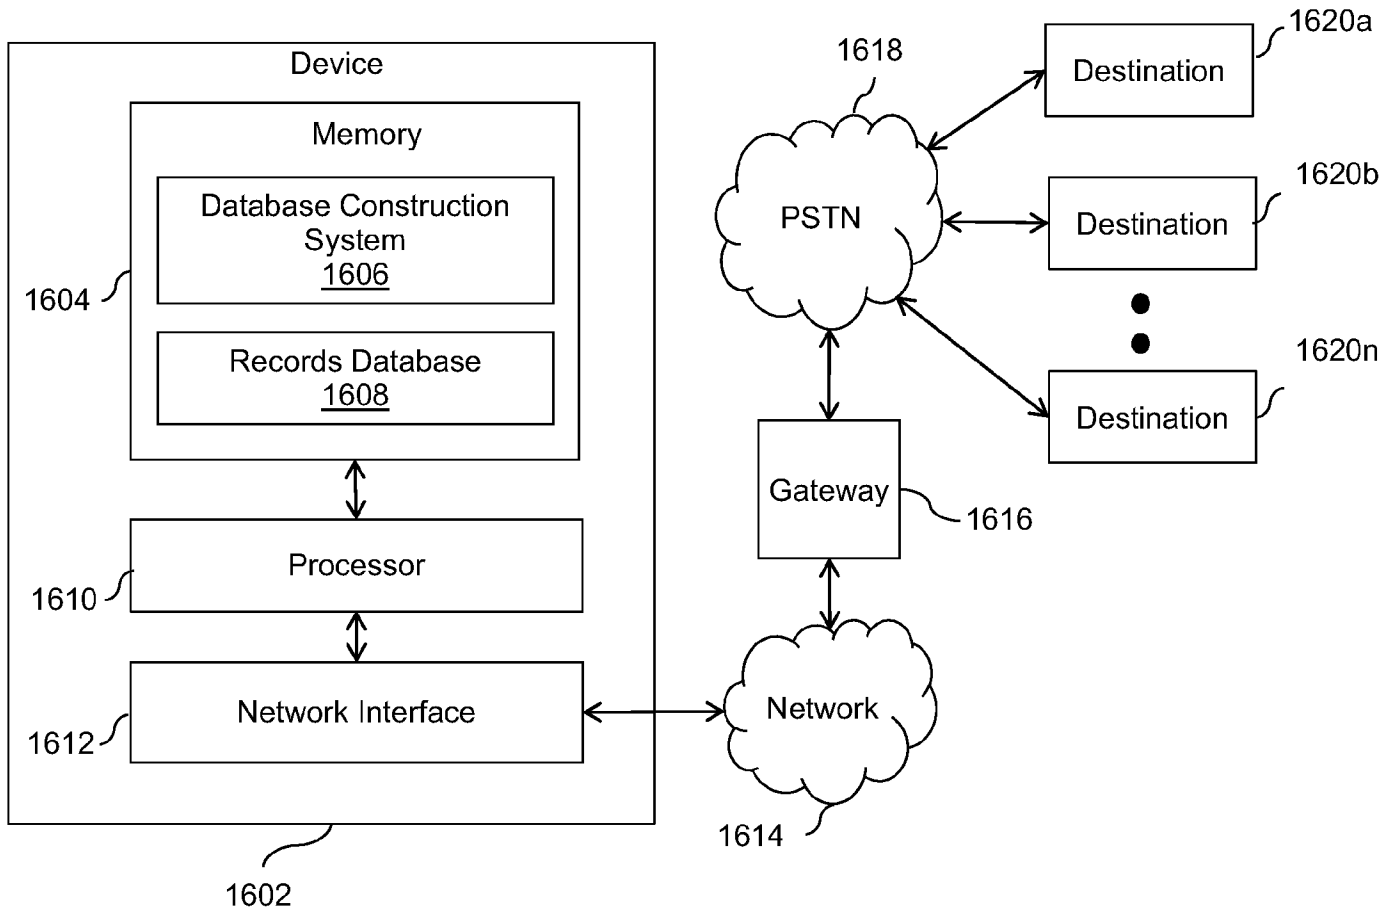 Device
Memory
Database Construction
System
1606
Records Database
1608
1604
Processor
1610
Network Interface
1612
1602
1618
PSTN
Gateway
1616
Network
1614
1620a
Destination
1620b
Destination
1620n
Destination